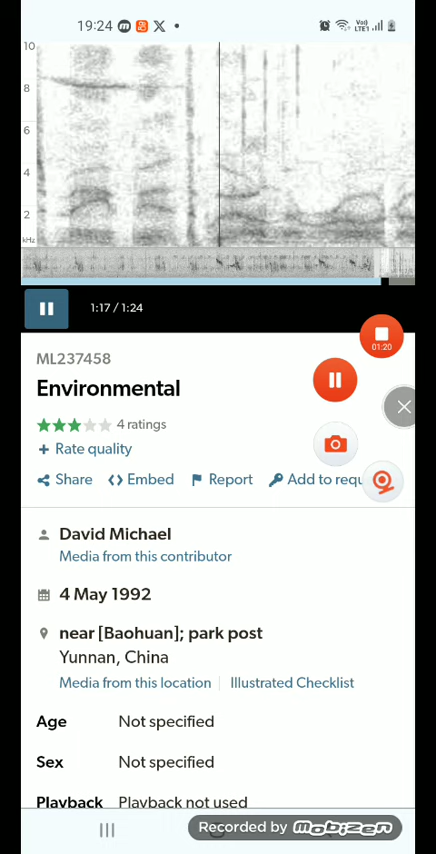 19:24
Vo))
LTE1
10
8
6
4
2
kHz
1:17 / 1:24
01:20
ML237458
Environmental
4 ratings
+ Rate quality
Share
Embed
Report
Add to requ
David Michael
Media from this contributor
4 May 1992
near [Baohuan]; park post
Yunnan, China
Media from this location
Illustrated Checklist
Age Not specified
Sex Not specified
Playback Playback not used
Recorded by mobizen